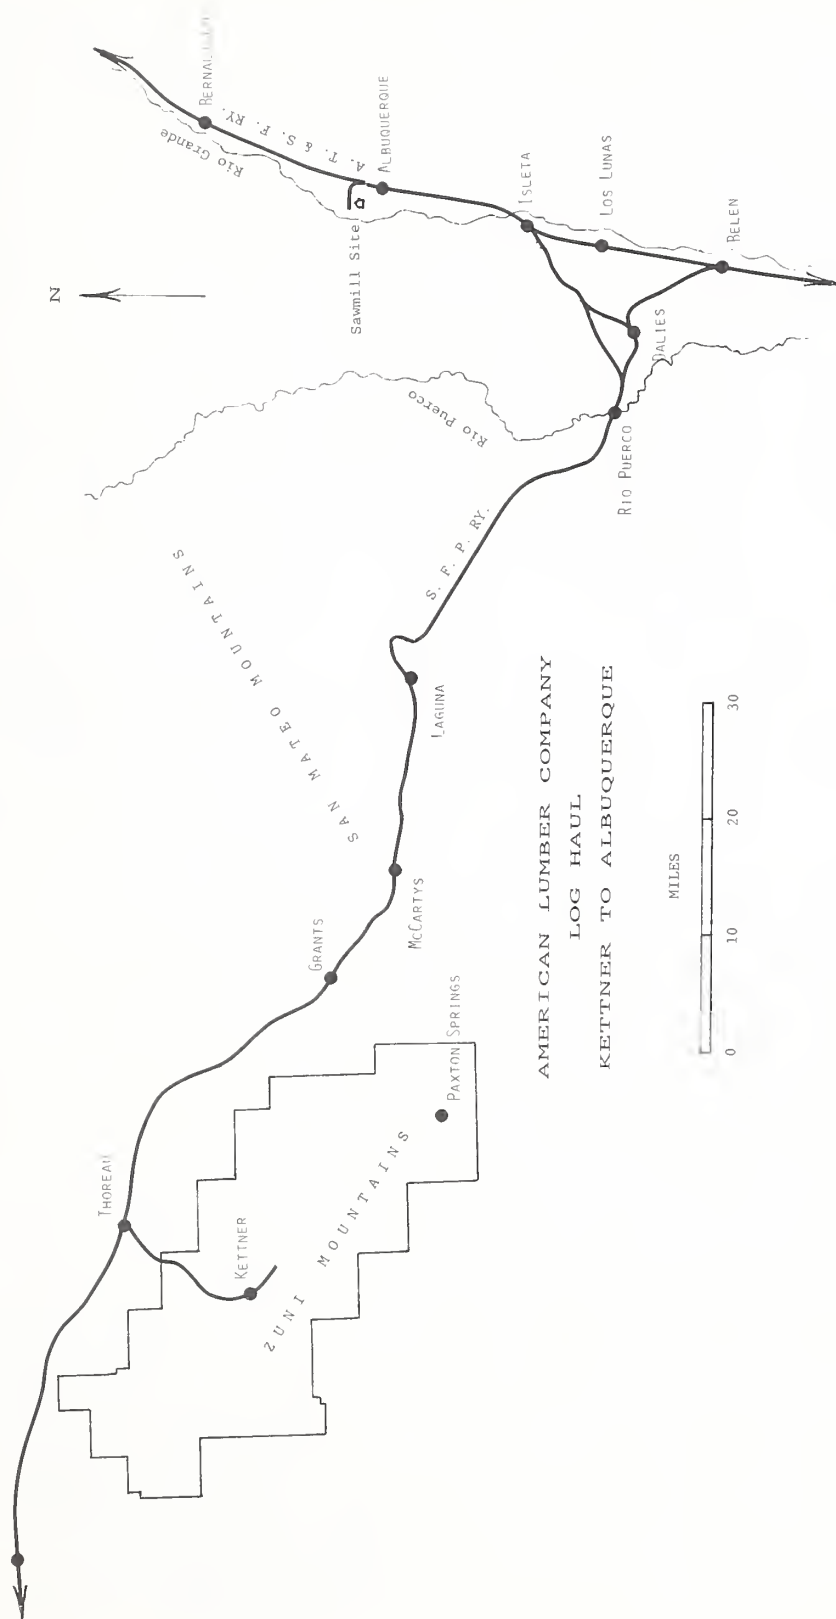 N
BERNAL
Rio Grande
A. T. & S. F. RY.
Sawmill Site
ALBUQUERQUE
ISLETA
LOS LUNAS
BELEN
DALIES
Rio Puerco
RIO PUERCO
S. F. P. RY.
SAN MATEO MOUNTAINS
LAGUNA
MCCARTYS
GRANTS
THOREAU
KETTNER
ZUNI MOUNTAINS
PAXTON SPRINGS
AMERICAN LUMBER COMPANY
LOG HAUL
KETTNER TO ALBUQUERQUE
MILES
0 10 20 30